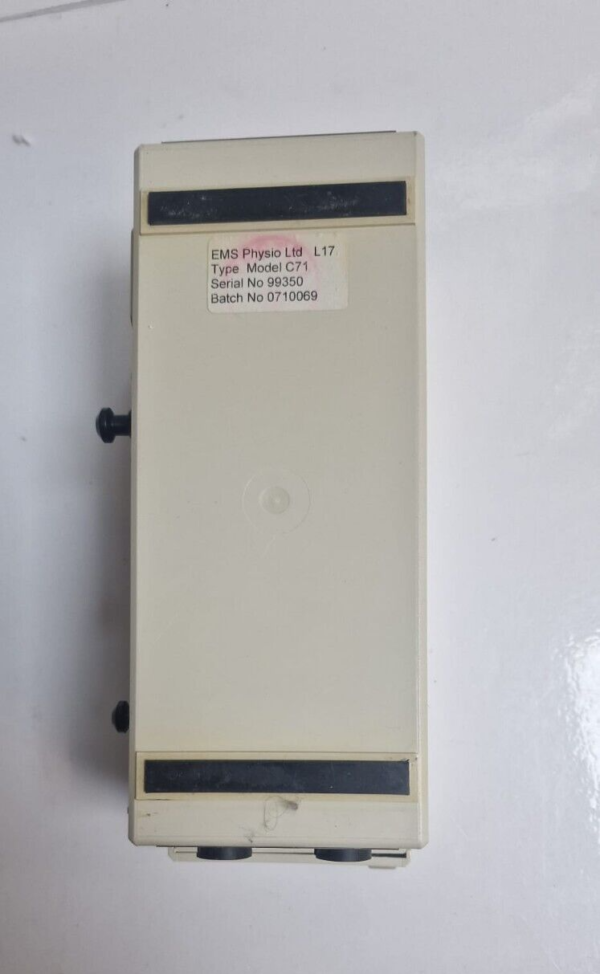 EMS Physio Ltd L17
Type Model C71
Serial No 99350
Batch No 0710069